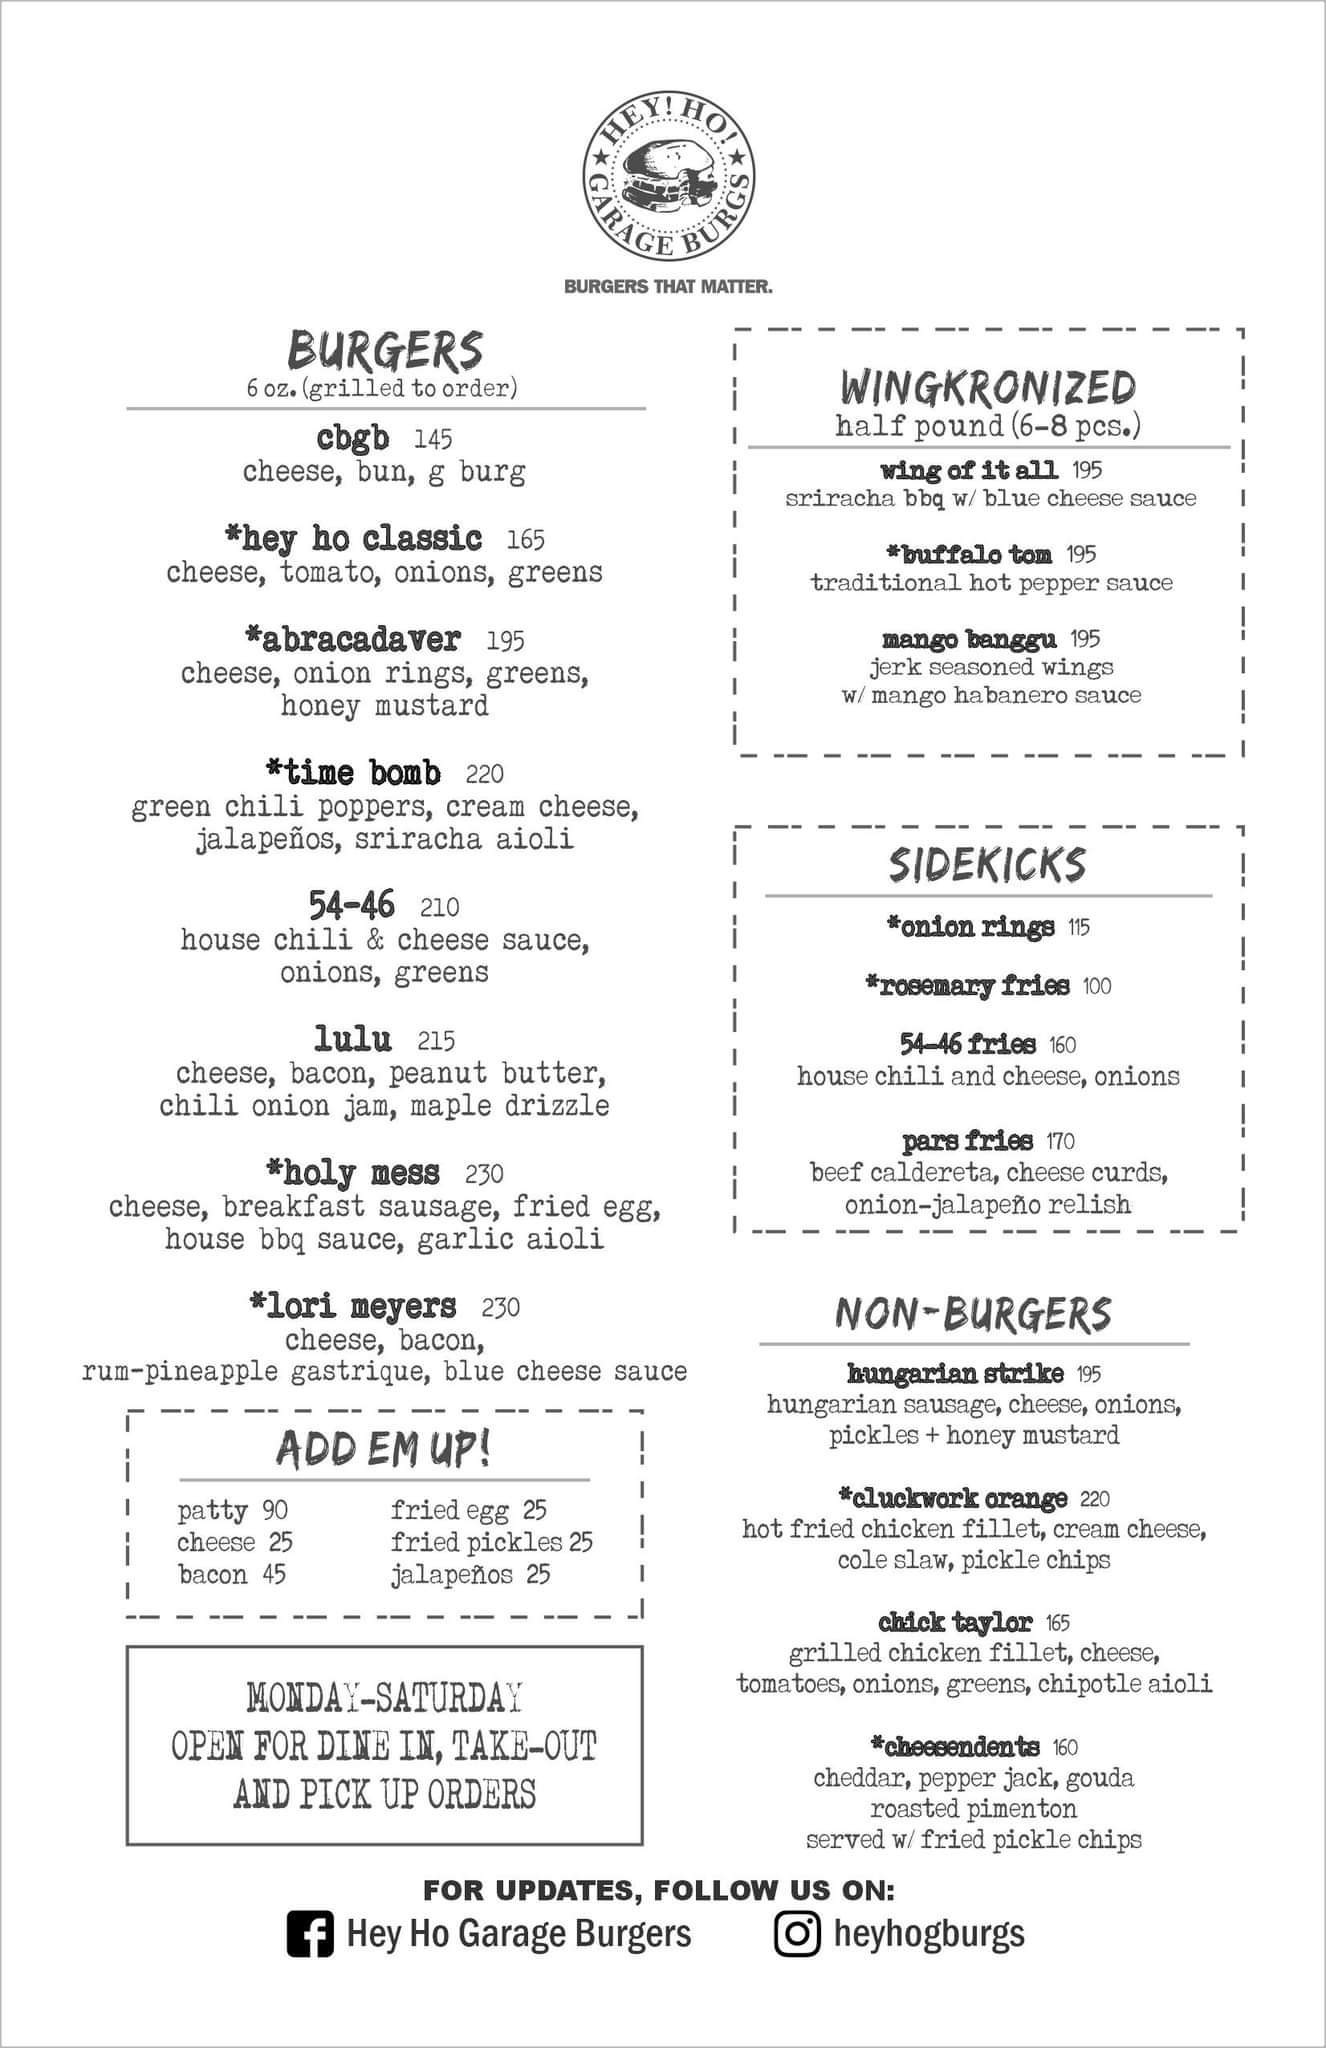 HEY! HO!
GARAGE BURGS
BURGERS THAT MATTER.
BURGERS
6 oz. (grilled to order)
cbgb 145
cheese, bun, g burg
*hey ho classic 165
cheese, tomato, onions, greens
*abracadaver 195
cheese, onion rings, greens,
honey mustard
*time bomb 220
green chili poppers, cream cheese,
jalapeños, sriracha aioli
54-46 210
house chili & cheese sauce,
onions, greens
lulu 215
cheese, bacon, peanut butter,
chili onion jam, maple drizzle
*holy mess 230
cheese, breakfast sausage, fried egg,
house bbq sauce, garlic aioli
*lori meyers 230
cheese, bacon,
rum-pineapple gastrique, blue cheese sauce
ADD EM UP!
patty 90
cheese 25
bacon 45
fried egg 25
fried pickles 25
jalapeños 25
MONDAY-SATURDAY
OPEN FOR DINE IN, TAKE-OUT
AND PICK UP ORDERS
WINGKRONIZED
half pound (6-8 pcs.)
wing of it all 195
sriracha bbq w/ blue cheese sauce
*buffalo tom 195
traditional hot pepper sauce
mango banggu 195
jerk seasoned wings
w/ mango habanero sauce
SIDEKICKS
*onion rings 115
*rosemary fries 100
54-46 fries 160
house chili and cheese, onions
pars fries 170
beef caldereta, cheese curds,
onion-jalapeño relish
NON-BURGERS
hungarian strike 195
hungarian sausage, cheese, onions,
pickles + honey mustard
*cluckwork orange 220
hot fried chicken fillet, cream cheese,
cole slaw, pickle chips
chick taylor 165
grilled chicken fillet, cheese,
tomatoes, onions, greens, chipotle aioli
*cheesendents 160
cheddar, pepper jack, gouda
roasted pimenton
served w/ fried pickle chips
FOR UPDATES, FOLLOW US ON:
Hey Ho Garage Burgers
heyhogburgs